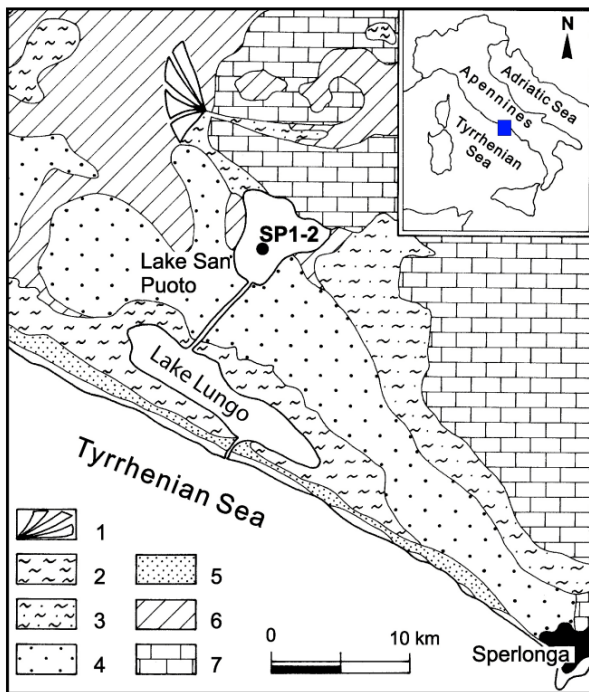 N
Adriatic Sea
Apennines
Tyrrhenian
Sea
SP1-2
Lake San
Puoto
Lake Lungo
Tyrrhenian Sea
1
2
5
3
6
4
7
0 10 km
Sperlonga